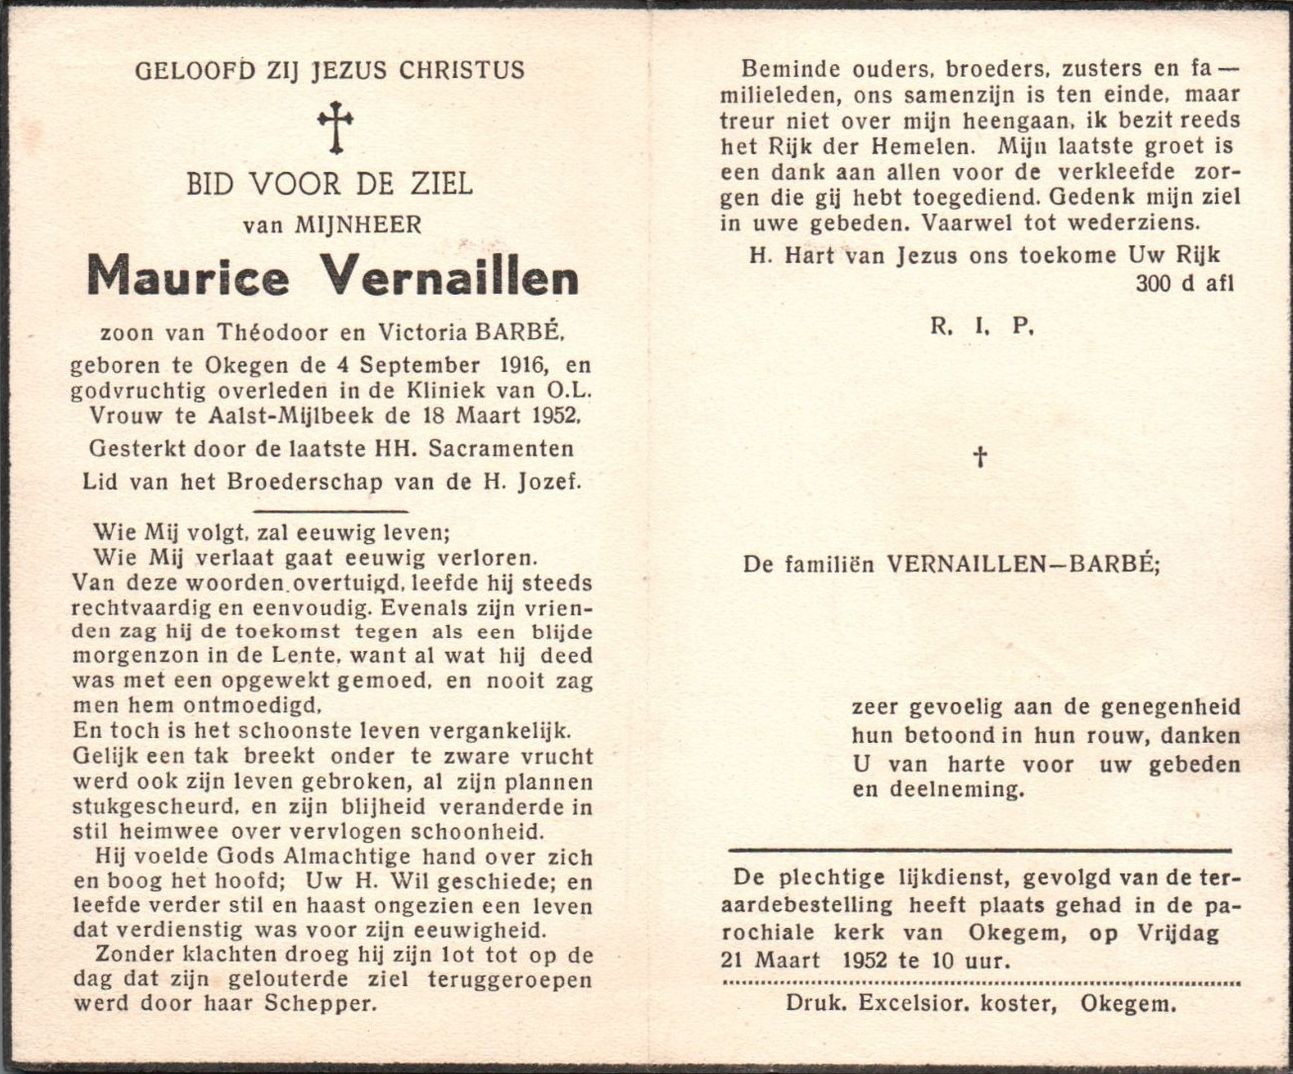 GELOOFD ZIJ JEZUS CHRISTUS
BID VOOR DE ZIEL
van MIJNHEER
Maurice Vernaillen
zoon van Théodoor en Victoria BARBÉ,
geboren te Okegen de 4 September 1916, en
godvruchtig overleden in de Kliniek van O.L.
Vrouw te Aalst-Mijlbeek de 18 Maart 1952,
Gesterkt door de laatste HH. Sacramenten
Lid van het Broederschap van de H. Jozef.
Wie Mij volgt, zal eeuwig leven;
Wie Mij verlaat gaat eeuwig verloren.
Van deze woorden overtuigd, leefde hij steeds
rechtvaardig en eenvoudig. Evenals zijn vrien-
den zag hij de toekomst tegen als een blijde
morgenzon in de Lente, want al wat hij deed
was met een opgewekt gemoed, en nooit zag
men hem ontmoedigd,
En toch is het schoonste leven vergankelijk.
Gelijk een tak breekt onder te zware vrucht
werd ook zijn leven gebroken, al zijn plannen
stukgescheurd, en zijn blijheid veranderde in
stil heimwee over vervlogen schoonheid.
Hij voelde Gods Almachtige hand over zich
en boog het hoofd; Uw H. Wil geschiede; en
leefde verder stil en haast ongezien een leven
dat verdienstig was voor zijn eeuwigheid.
Zonder klachten droeg hij zijn lot tot op de
dag dat zijn gelouterde ziel teruggeroepen
werd door haar Schepper.
Beminde ouders, broeders, zusters en fa—
milieleden, ons samenzijn is ten einde, maar
treur niet over mijn heengaan, ik bezit reeds
het Rijk der Hemelen. Mijn laatste groet is
een dank aan allen voor de verkleefde zor-
gen die gij hebt toegediend. Gedenk mijn ziel
in uwe gebeden. Vaarwel tot wederziens.
H. Hart van Jezus ons toekome Uw Rijk
300 d afl
R. I. P.
De familiën VERNAILLEN—BARBÉ;
zeer gevoelig aan de genegenheid
hun betoond in hun rouw, danken
U van harte voor uw gebeden
en deelneming.
De plechtige lijkdienst, gevolgd van de ter-
aardebestelling heeft plaats gehad in de pa-
rochiale kerk van Okegem, op Vrijdag
21 Maart 1952 te 10 uur.
Druk. Excelsior. koster, Okegem.